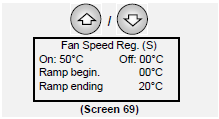 /
Fan Speed Reg. (S)
On: 50°C Off: 00°C
Ramp begin. 00°C
Ramp ending 20°C
(Screen 69)